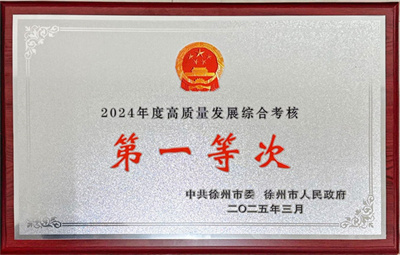 2024年度高质量发展综合考核
第一等次
中共徐州市委 徐州市人民政府
二〇二五年三月